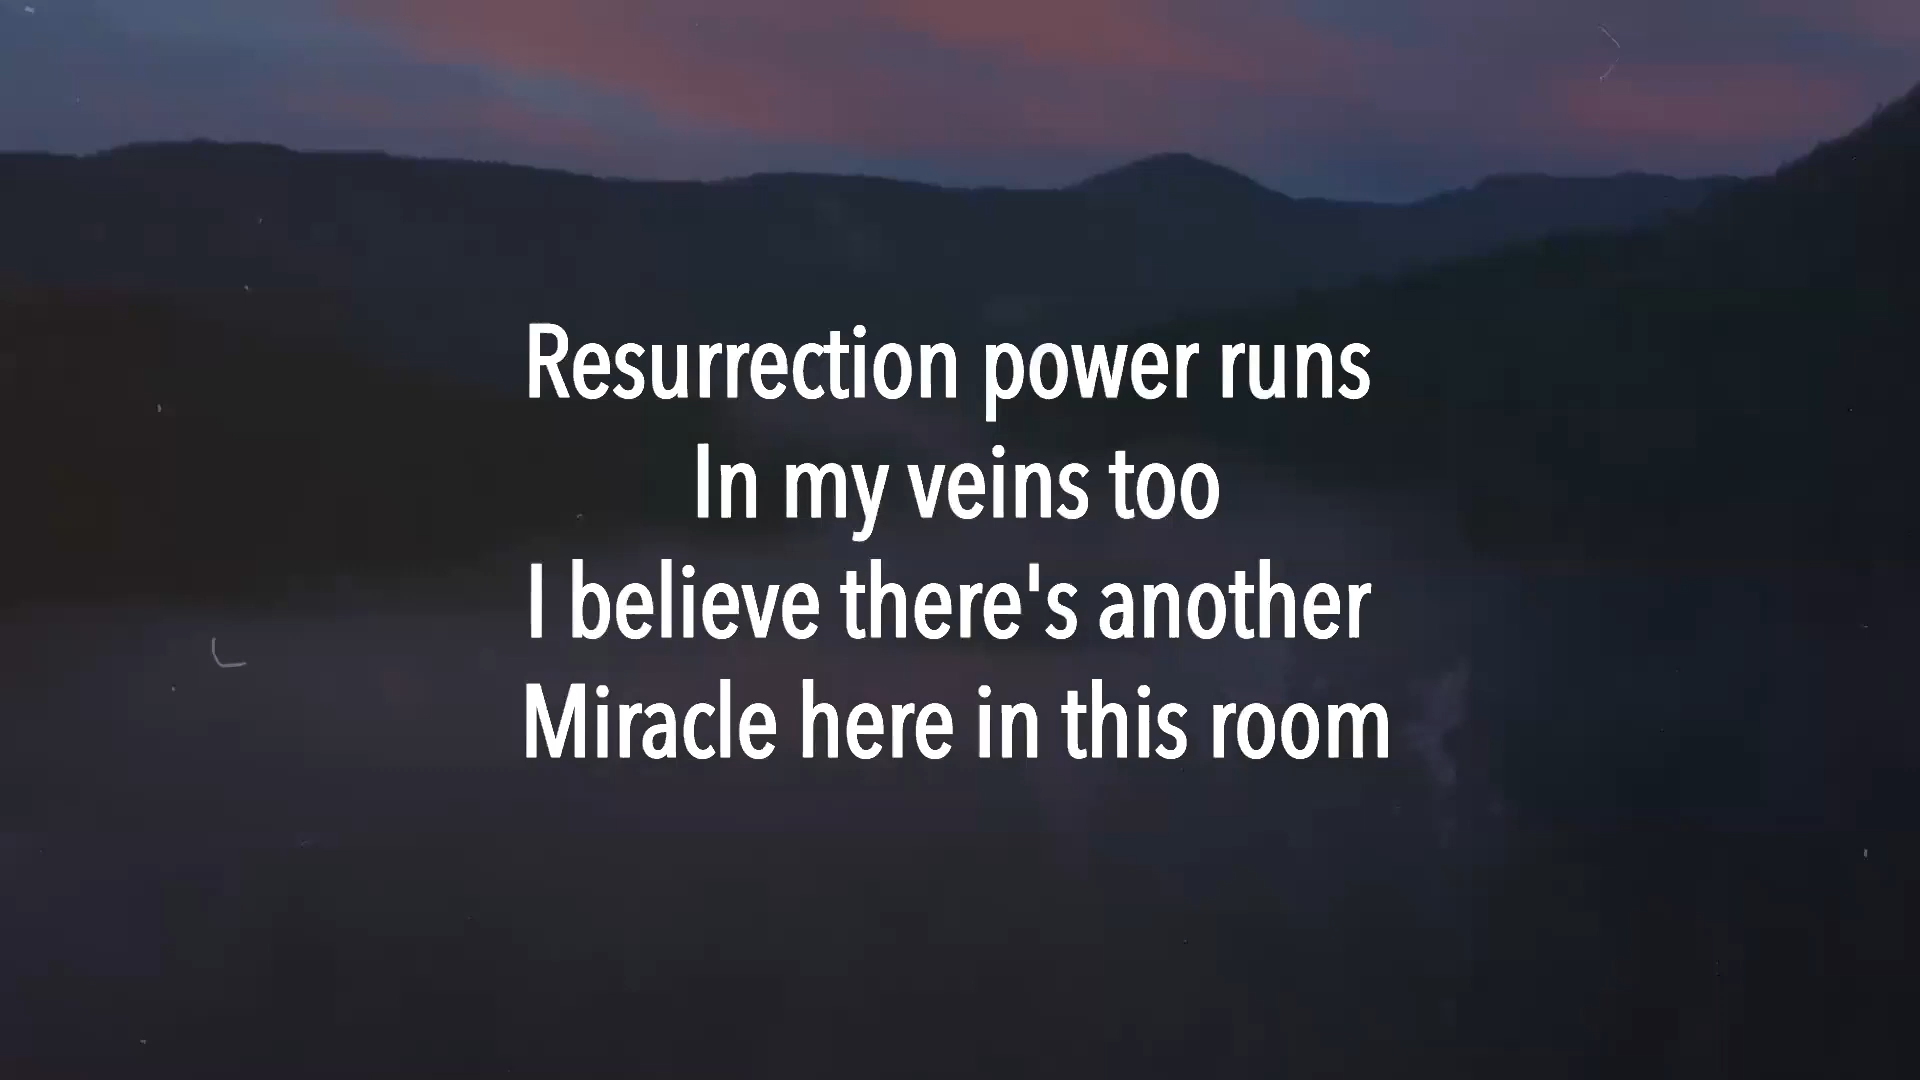 Resurrection power runs
In my veins too
I believe there's another
Miracle here in this room